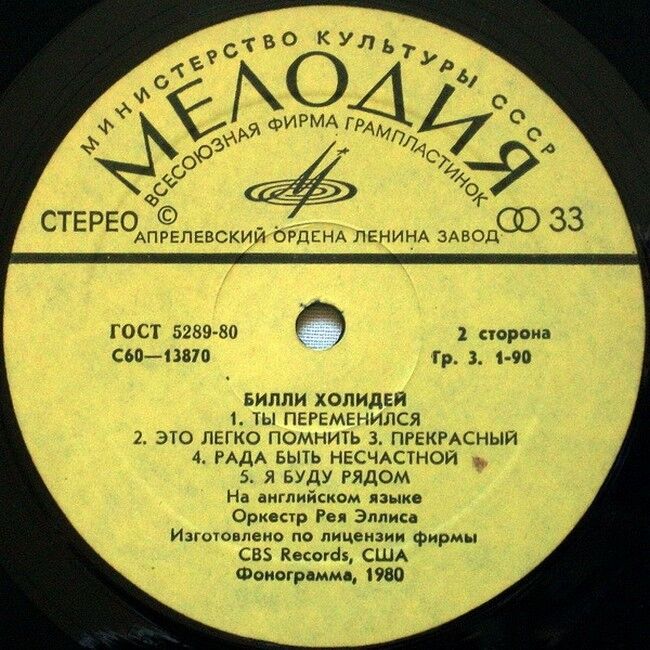 МИНИСТЕРСТВО КУЛЬТУРЫ СССР
МЕЛОДИЯ
ВСЕСОЮЗНАЯ ФИРМА ГРАМПЛАСТИНОК
СТЕРЕО © 33
АПРЕЛЕВСКИЙ ОРДЕНА ЛЕНИНА ЗАВОД
ГОСТ 5289-80 2 сторона
С60—13870 Гр. 3. 1-90
БИЛЛИ ХОЛИДЕЙ
1. ТЫ ПЕРЕМЕНИЛСЯ
2. ЭТО ЛЕГКО ПОМНИТЬ 3. ПРЕКРАСНЫЙ
4. РАДА БЫТЬ НЕСЧАСТНОЙ
5. Я БУДУ РЯДОМ
На английском языке
Оркестр Рея Эллиса
Изготовлено по лицензии фирмы
CBS Records, США
Фонограмма, 1980